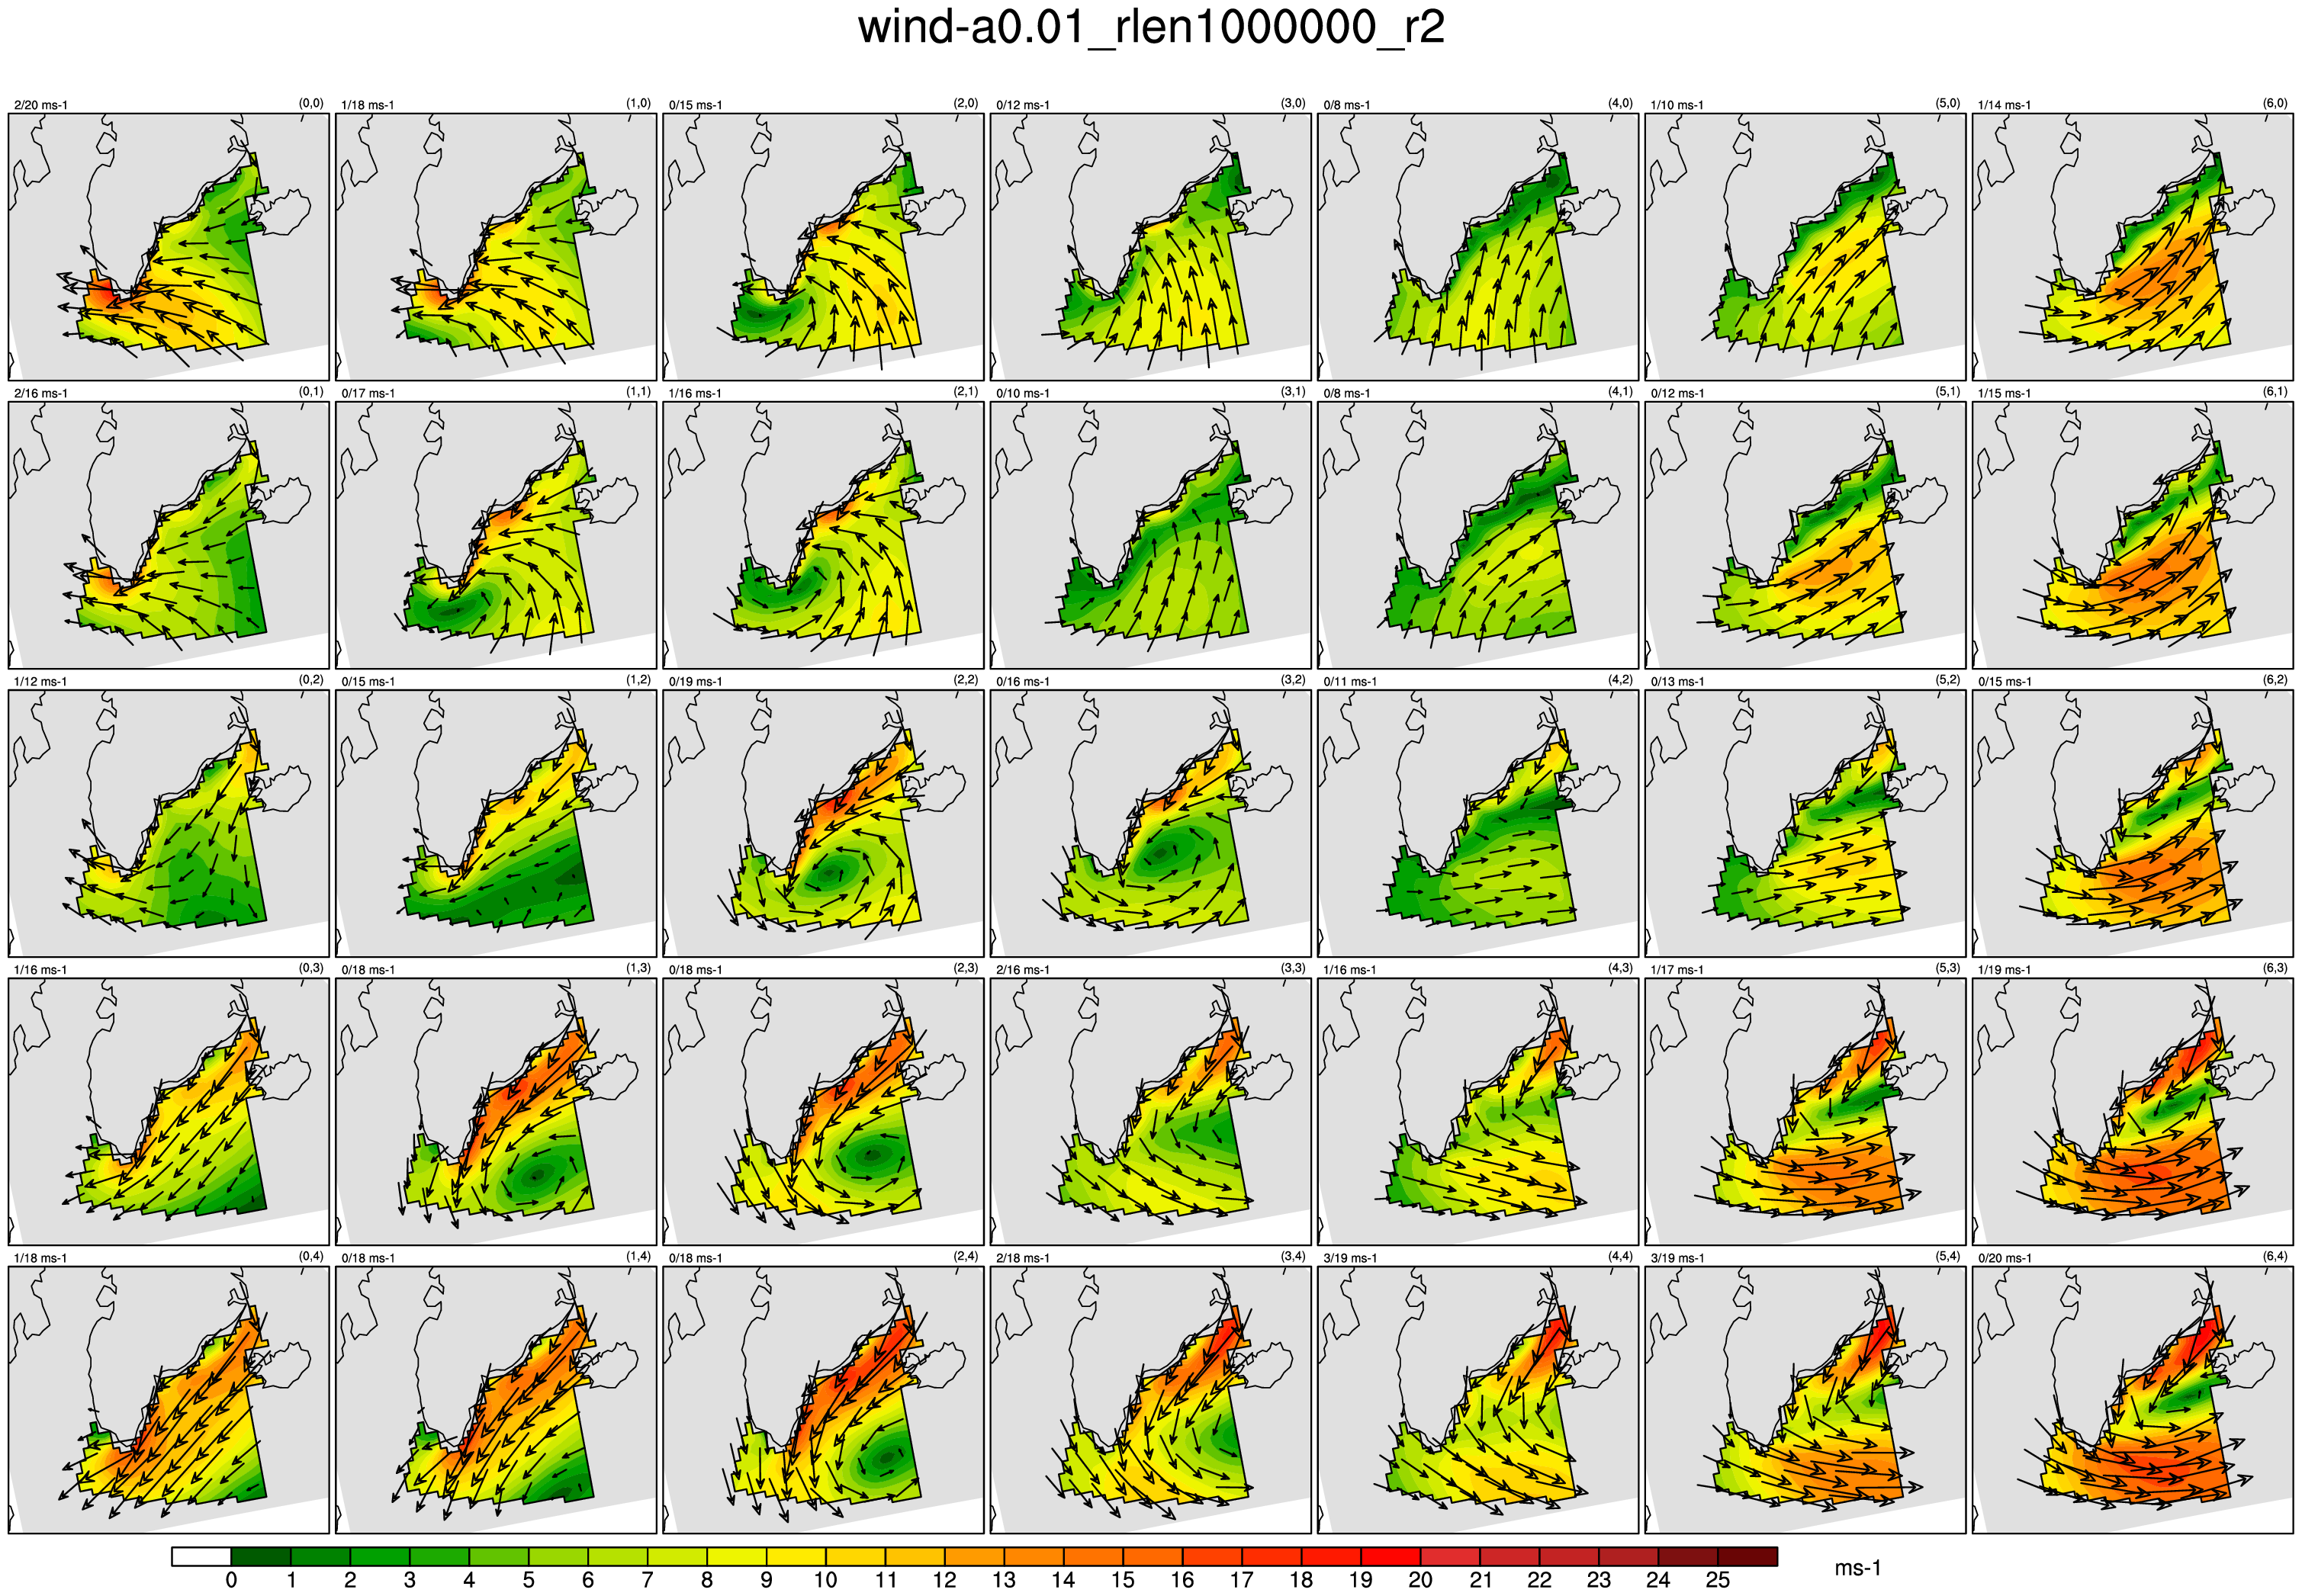 wind-a0.01_rlen1000000_r2
2/20 ms-1 (0,0) 1/18 ms-1 (1,0) 0/15 ms-1 (2,0) 0/12 ms-1 (3,0) 0/8 ms-1 (4,0) 1/10 ms-1 (5,0) 1/14 ms-1 (6,0)
2/16 ms-1 (0,1) 0/17 ms-1 (1,1) 1/16 ms-1 (2,1) 0/10 ms-1 (3,1) 0/8 ms-1 (4,1) 0/12 ms-1 (5,1) 1/15 ms-1 (6,1)
1/12 ms-1 (0,2) 0/15 ms-1 (1,2) 0/19 ms-1 (2,2) 0/16 ms-1 (3,2) 0/11 ms-1 (4,2) 0/13 ms-1 (5,2) 0/15 ms-1 (6,2)
1/16 ms-1 (0,3) 0/18 ms-1 (1,3) 0/18 ms-1 (2,3) 2/16 ms-1 (3,3) 1/16 ms-1 (4,3) 1/17 ms-1 (5,3) 1/19 ms-1 (6,3)
1/18 ms-1 (0,4) 0/18 ms-1 (1,4) 0/18 ms-1 (2,4) 2/18 ms-1 (3,4) 3/19 ms-1 (4,4) 3/19 ms-1 (5,4) 0/20 ms-1 (6,4)
0 1 2 3 4 5 6 7 8 9 10 11 12 13 14 15 16 17 18 19 20 21 22 23 24 25 ms-1